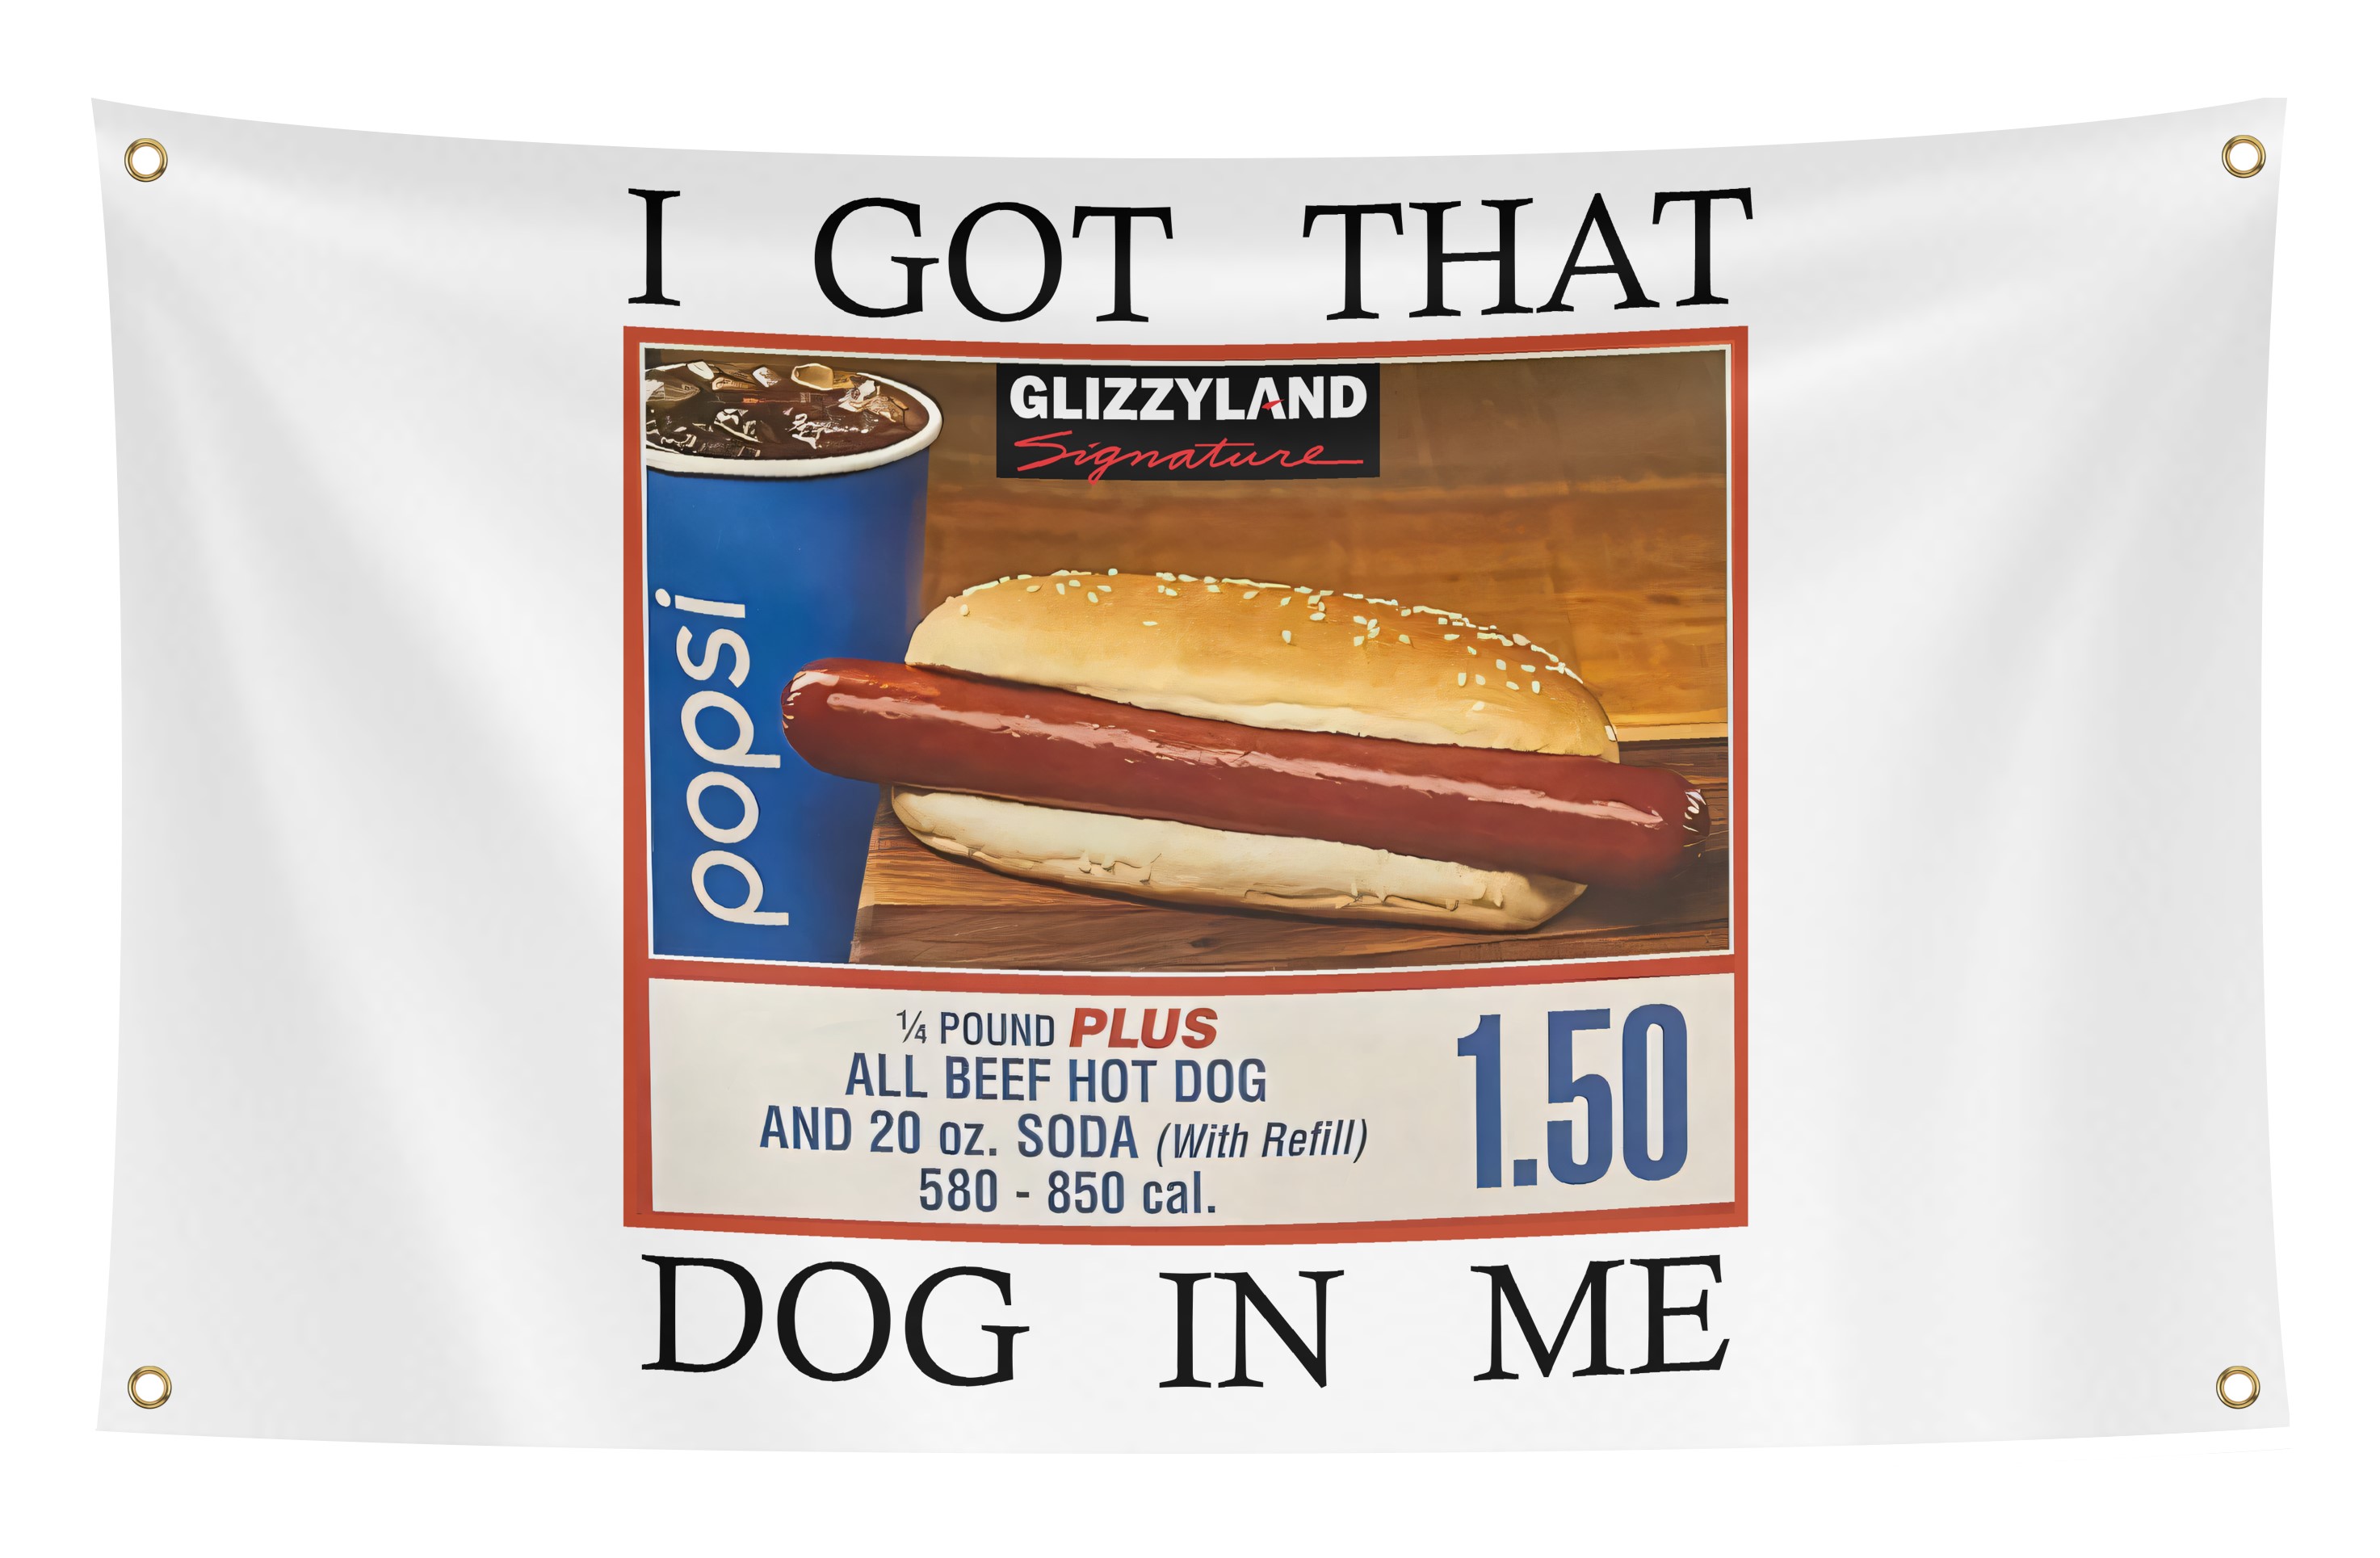 I GOT THAT
GLIZZYLAND
Signature
poopsi
¼ POUND PLUS
ALL BEEF HOT DOG
AND 20 oz. SODA (With Refill)
580 - 850 cal.
1.50
DOG IN ME